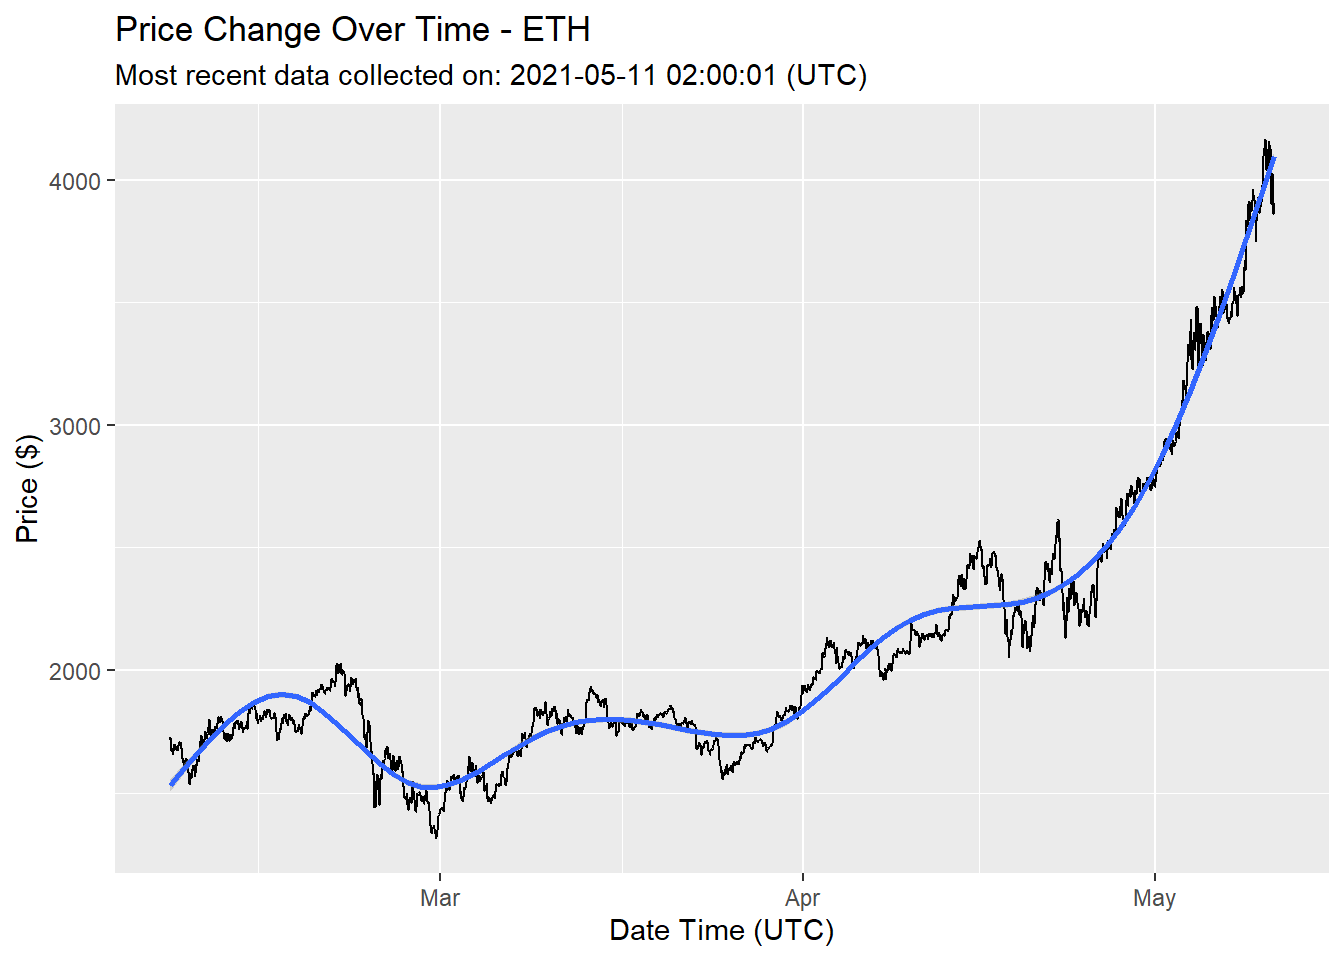 Price Change Over Time - ETH
Most recent data collected on: 2021-05-11 02:00:01 (UTC)
4000
3000
2000
Price ($)
Mar
Apr
May
Date Time (UTC)